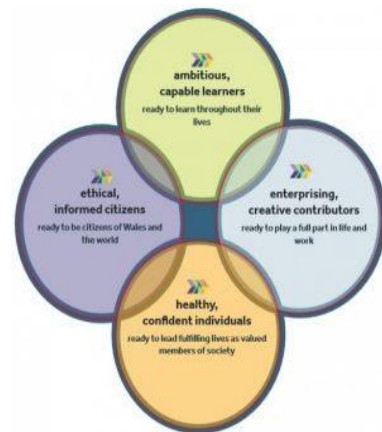 ambitious,
capable learners
ready to learn throughout their
lives
ethical,
informed citizens
ready to be citizens of Wales and
the world
enterprising,
creative contributors
ready to play a full part in life and
work
healthy,
confident individuals
ready to lead fulfilling lives as valued
members of society